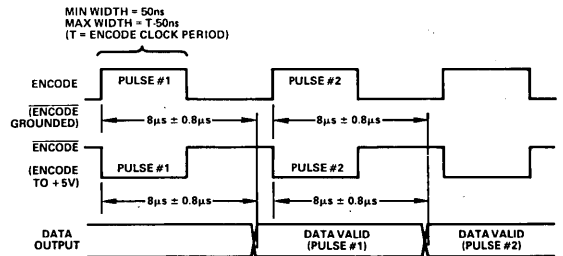 MIN WIDTH = 50ns
MAX WIDTH = T-50ns
(T = ENCODE CLOCK PERIOD)
ENCODE
PULSE #1
PULSE #2
(ENCODE
GROUNDED)
8μs ± 0.8μs
8μs ± 0.8μs
ENCODE
(ENCODE
TO +5V)
PULSE #1
PULSE #2
8μs ± 0.8μs
8μs ± 0.8μs
DATA
OUTPUT
DATA VALID
(PULSE #1)
DATA VALID
(PULSE #2)